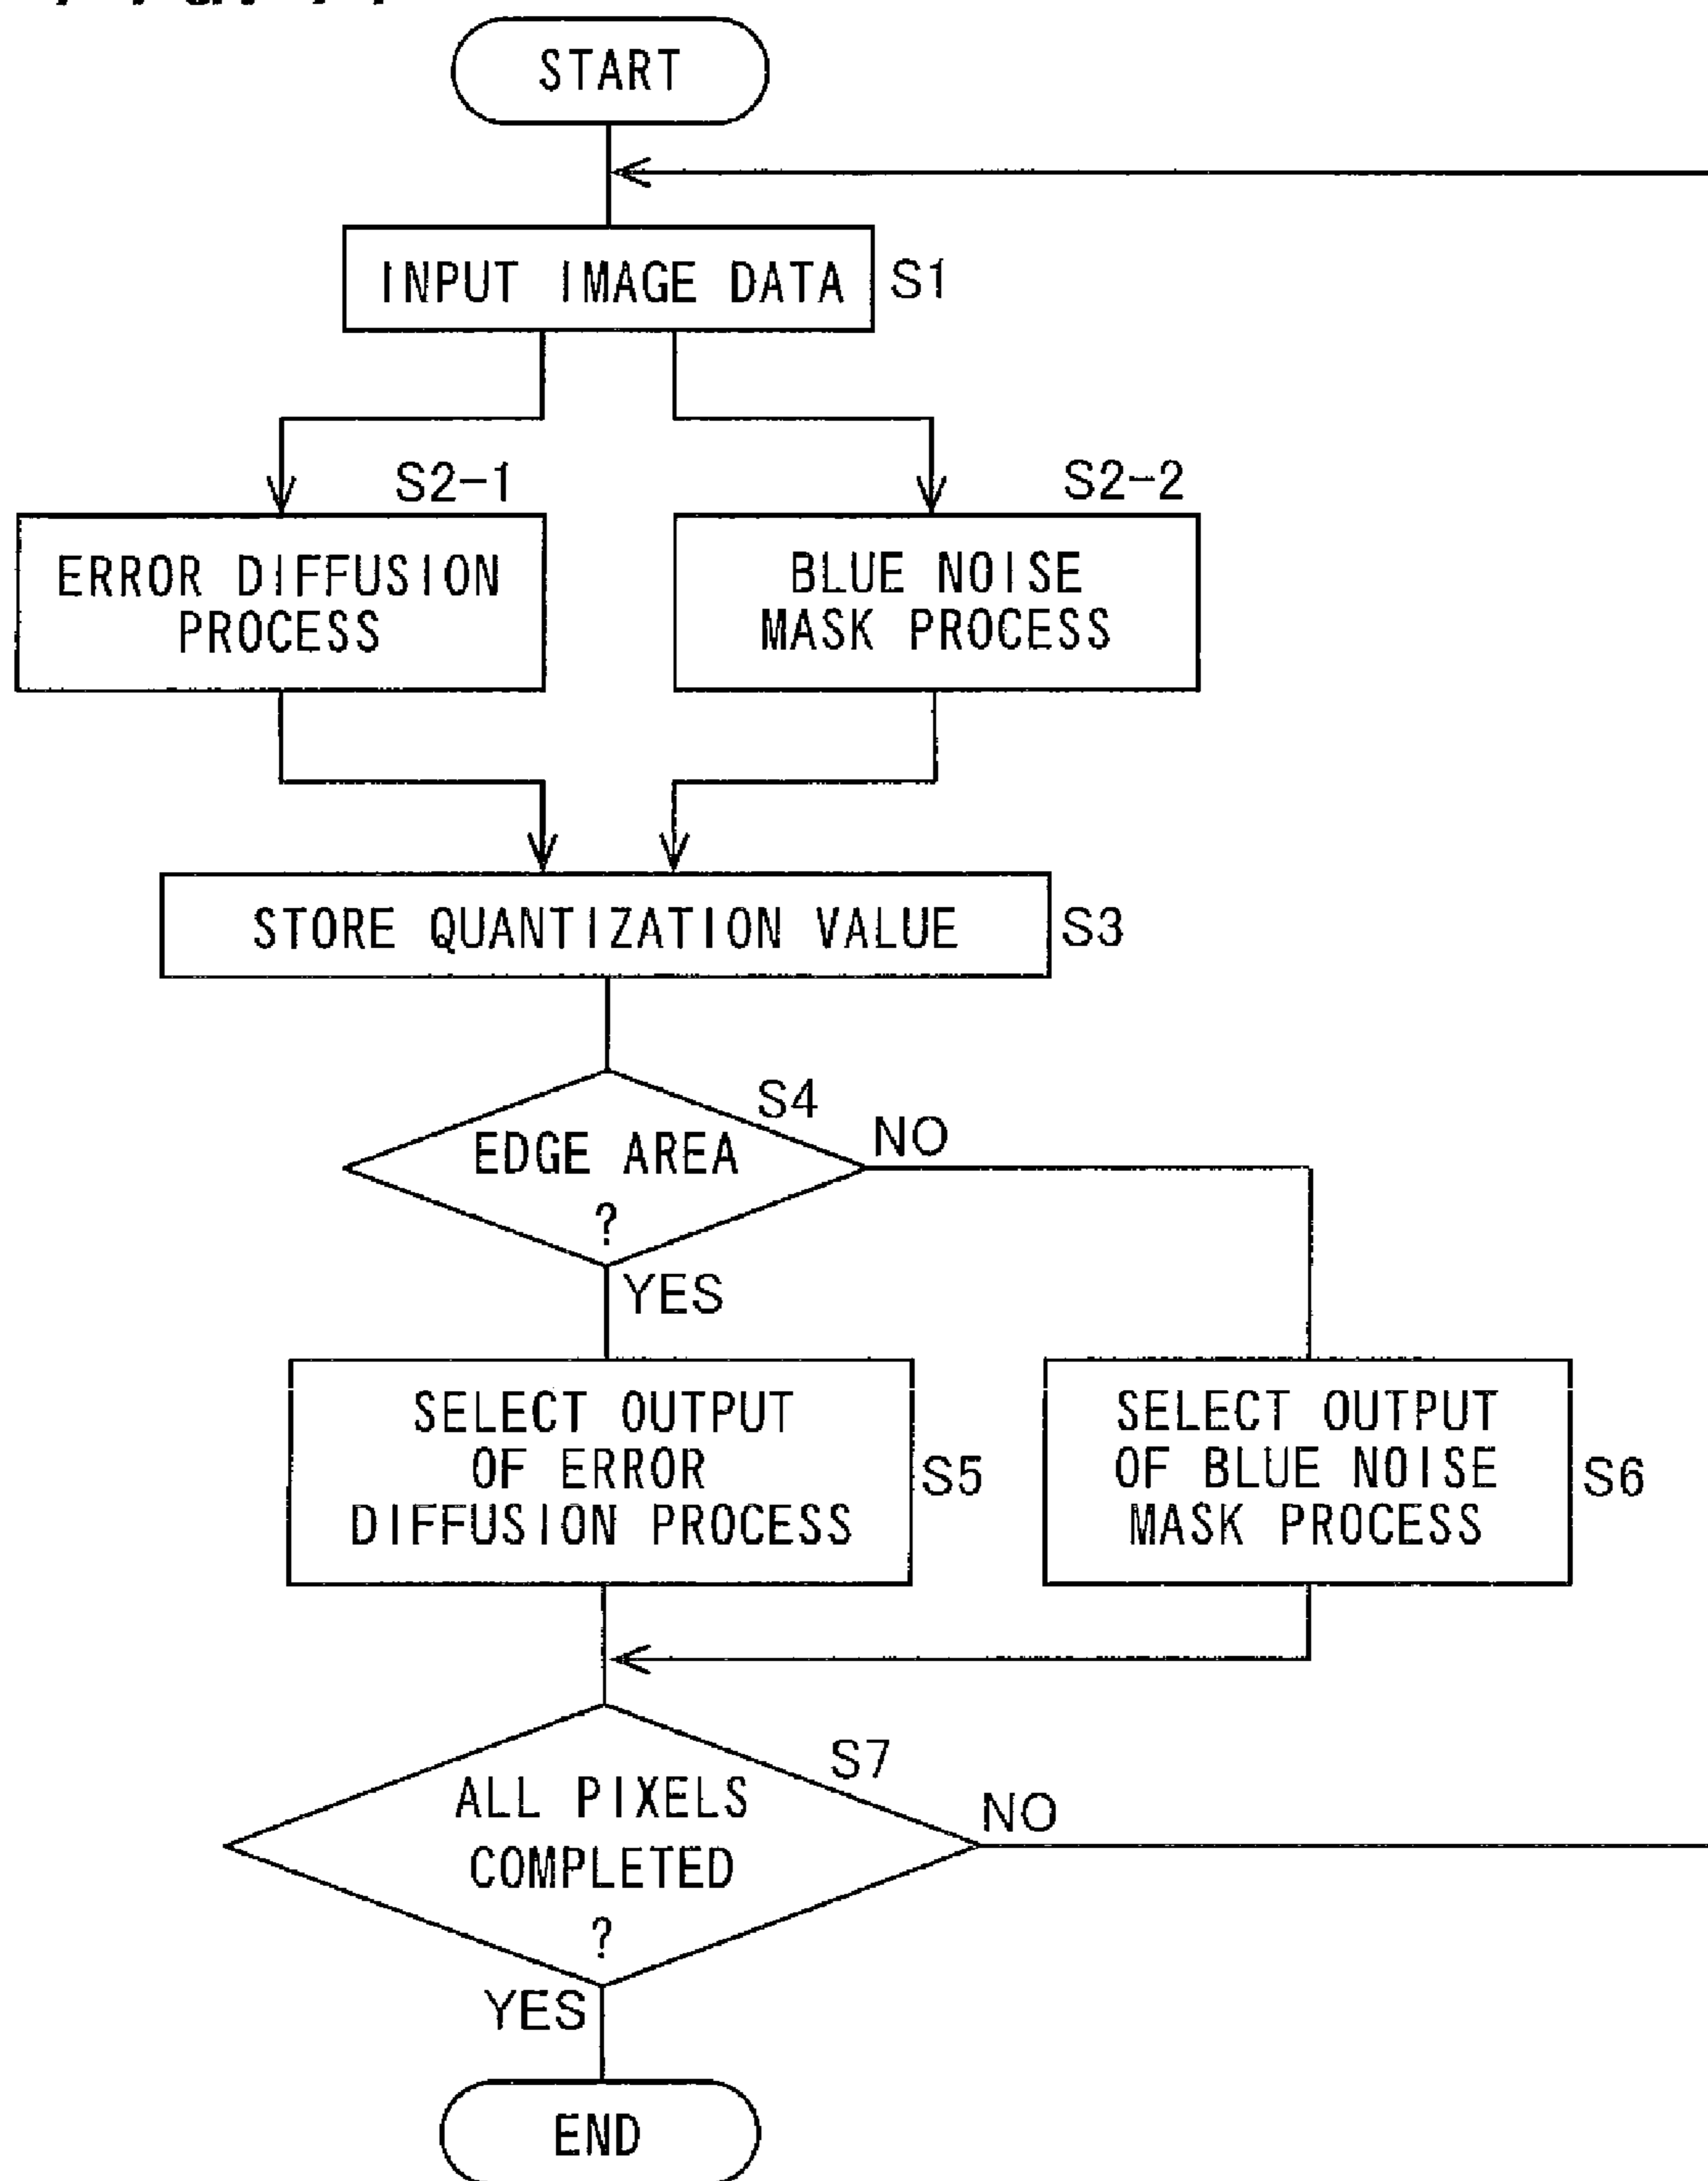 START
INPUT IMAGE DATA
S1
S2-1
S2-2
ERROR DIFFUSION
PROCESS
BLUE NOISE
MASK PROCESS
STORE QUANTIZATION VALUE
S3
S4
EDGE AREA
?
NO
YES
SELECT OUTPUT
OF ERROR
DIFFUSION PROCESS
S5
SELECT OUTPUT
OF BLUE NOISE
MASK PROCESS
S6
S7
ALL PIXELS
COMPLETED
?
NO
YES
END